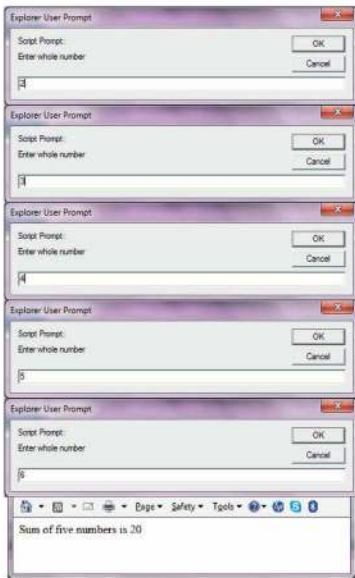 Explorer User Prompt
Script Prompt:
OK
Enter whole number
Cancel
2
Explorer User Prompt
Script Prompt:
OK
Enter whole number
Cancel
3
Explorer User Prompt
Script Prompt:
OK
Enter whole number
Cancel
4
Explorer User Prompt
Script Prompt:
OK
Enter whole number
Cancel
5
Explorer User Prompt
Script Prompt:
OK
Enter whole number
Cancel
6
Page Safety Tools
Sum of five numbers is 20